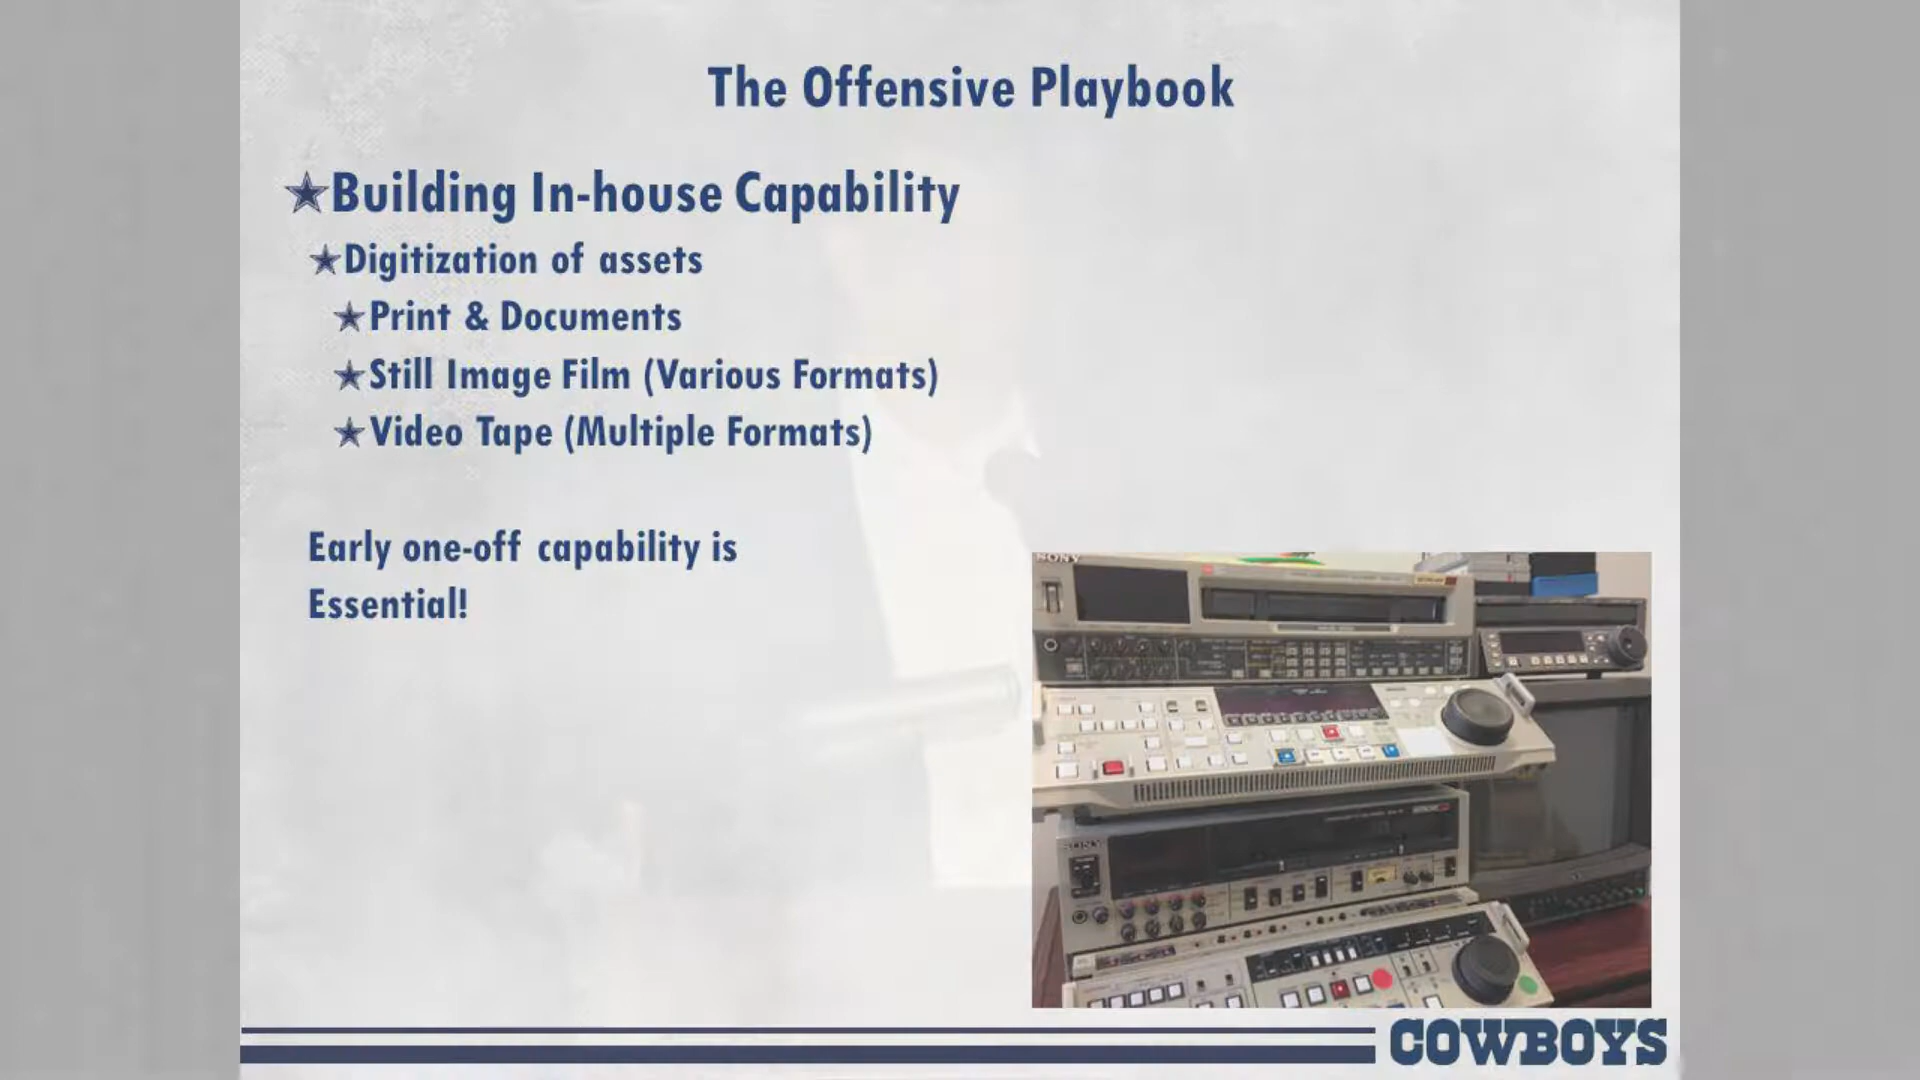 The Offensive Playbook
Building In-house Capability
Digitization of assets
Print & Documents
Still Image Film (Various Formats)
Video Tape (Multiple Formats)
Early one-off capability is
Essential!
SONY
SONY
COWBOYS